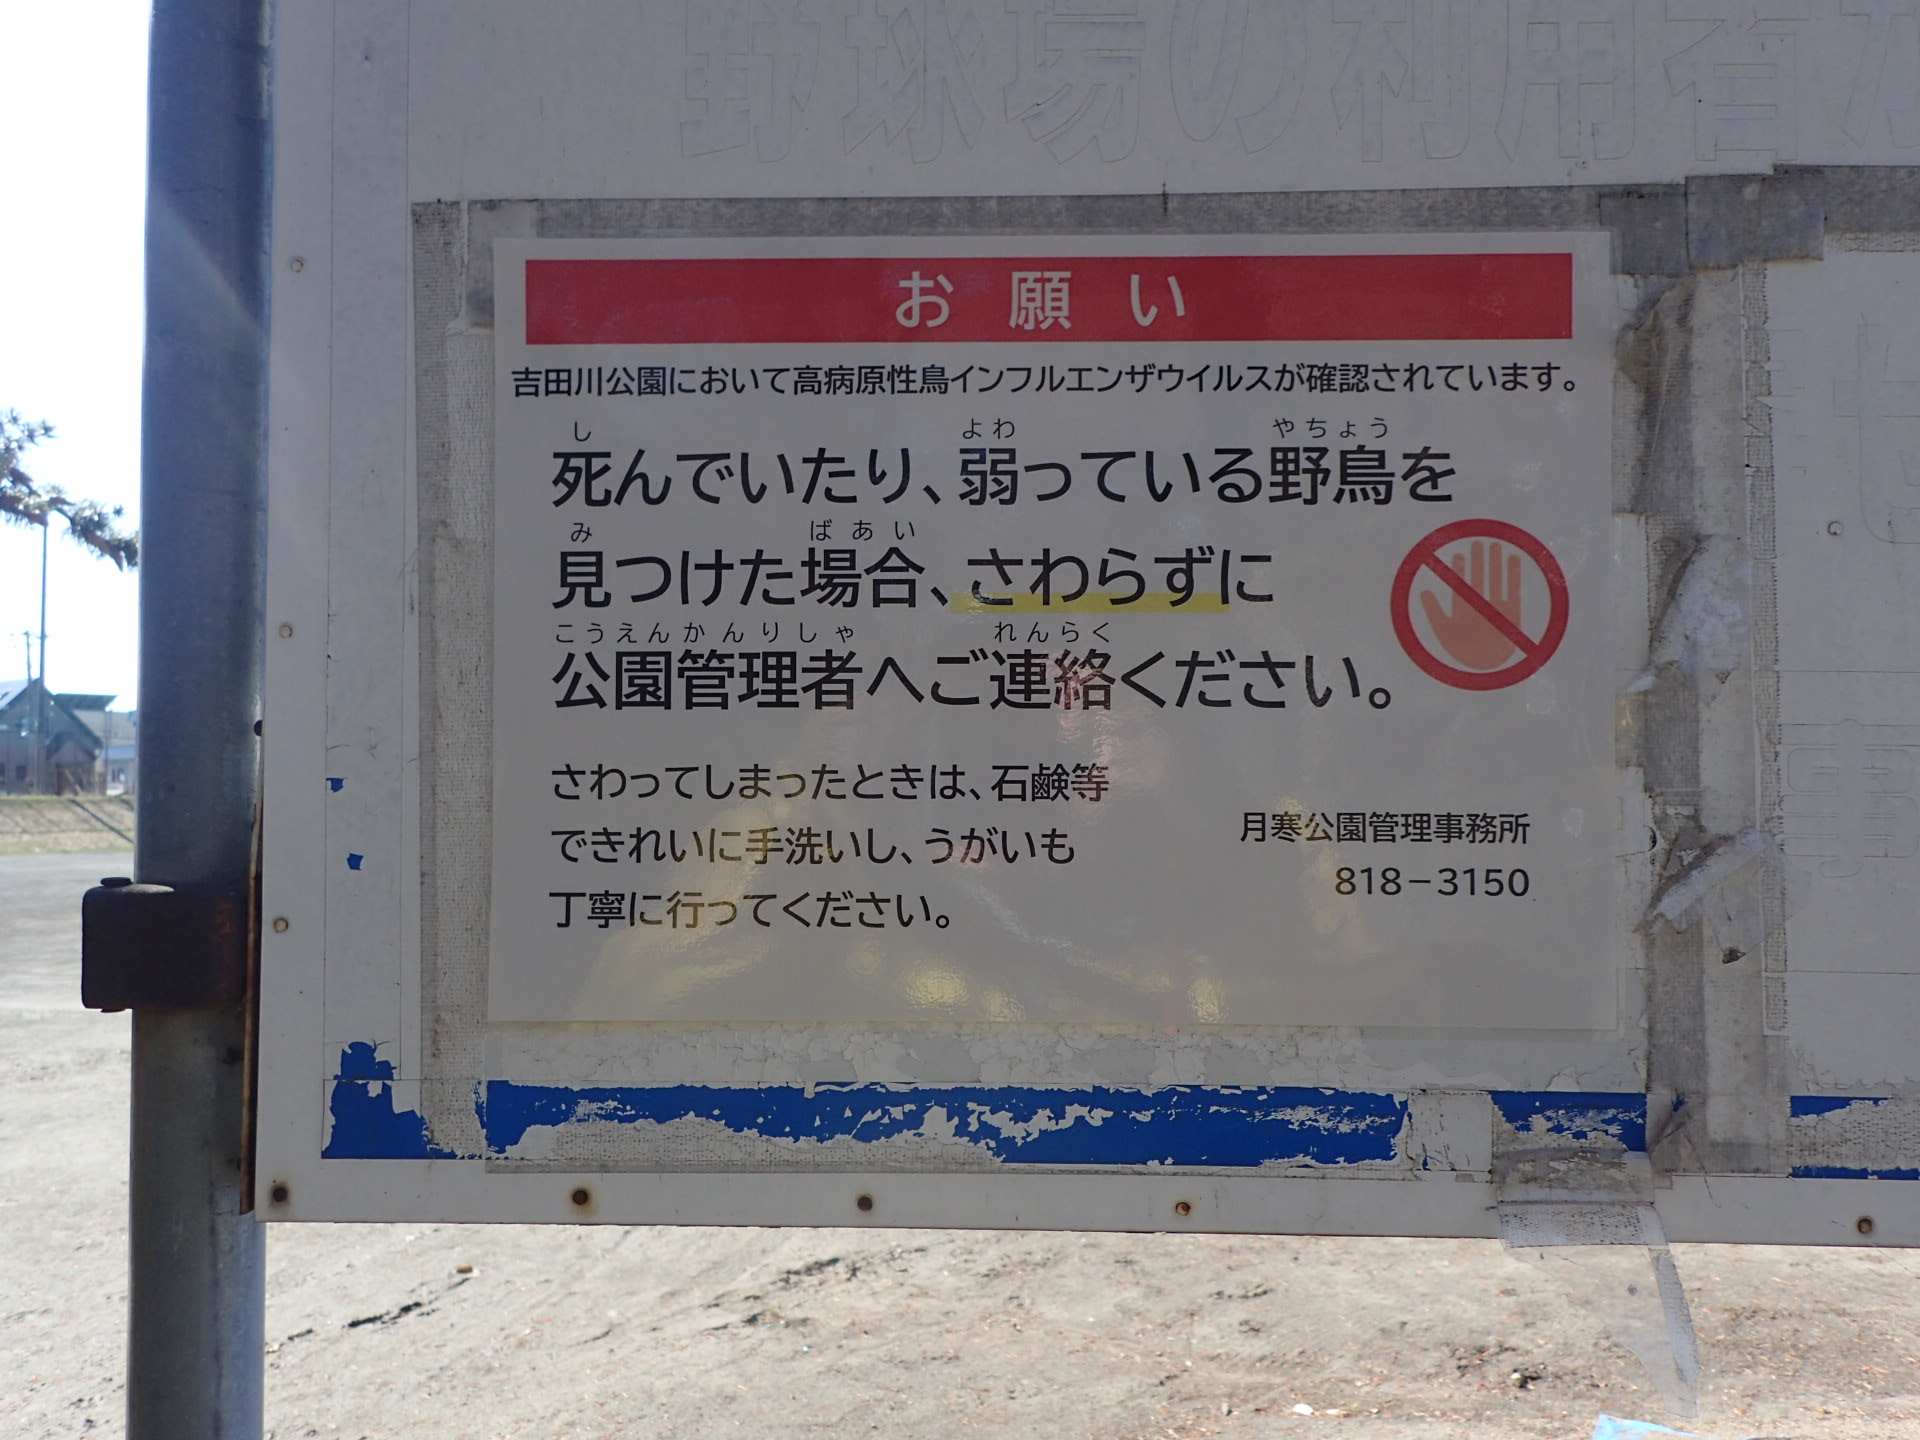 野球場の利用者
お願い
吉田川公園において高病原性鳥インフルエンザウイルスが確認されています。
し よわ やちょう
死んでいたり、弱っている野鳥を
み ばあい
見つけた場合、さわらずに
こうえんかんりしゃ れんらく
公園管理者へご連絡ください。
さわってしまったときは、石鹸等
できれいに手洗いし、うがいも
丁寧に行ってください。
月寒公園管理事務所
818-3150